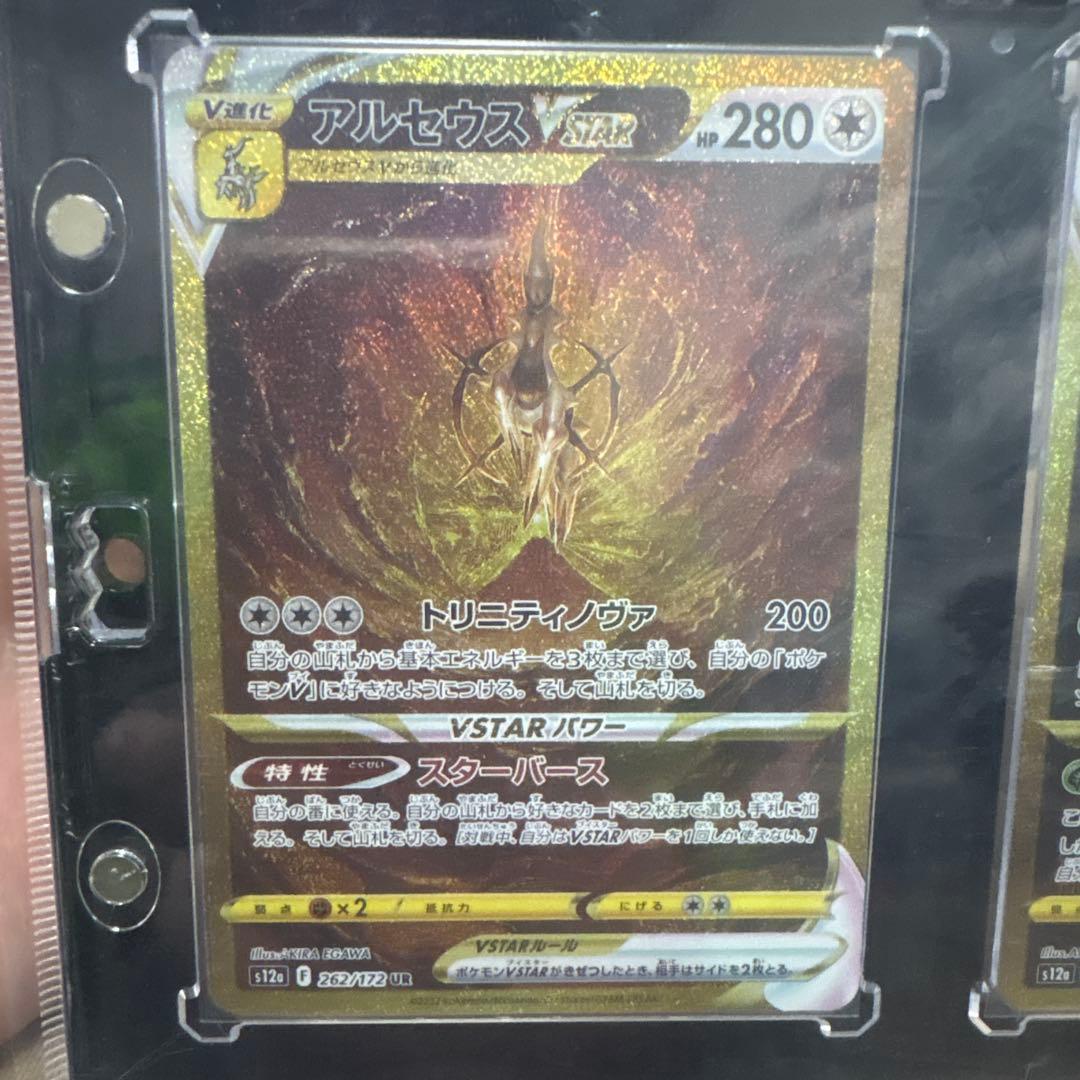 V進化
アルセウスVSTAR
HP 280
アルセウスVから進化
トリニティノヴァ 200
自分の山札から基本エネルギーを3枚まで選び、自分の「ポケ
モンV」に好きなようにつける。そして山札を切る。
VSTARパワー
特性 スターバース
自分の番に使える。自分の山札から好きなカードを2枚まで選び、手札に加
える。そして山札を切る。[対戦中、自分はVSTARパワーを1回しか使えない。]
弱点 ×2 抵抗力 にげる
VSTARルール
ポケモンVSTARがきぜつしたとき、相手はサイドを2枚とる。
Illus. AKIRA EGAWA
s12a F 262/172 UR
s12a